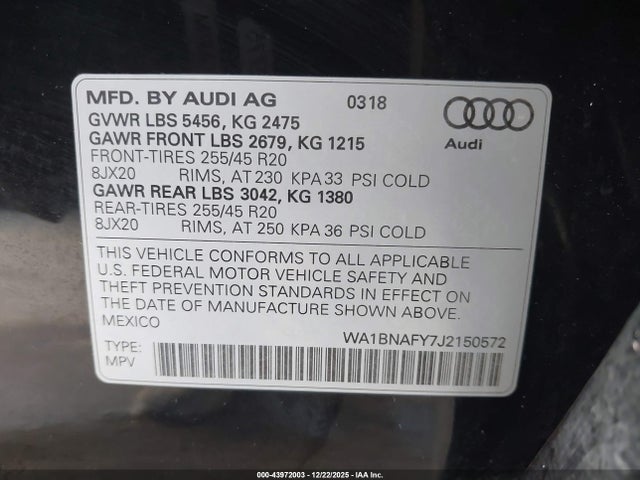 MFD. BY AUDI AG 0318
GVWR LBS 5456, KG 2475
GAWR FRONT LBS 2679, KG 1215
FRONT-TIRES 255/45 R20
8JX20 RIMS, AT 230 KPA 33 PSI COLD
GAWR REAR LBS 3042, KG 1380
REAR-TIRES 255/45 R20
8JX20 RIMS, AT 250 KPA 36 PSI COLD
Audi
THIS VEHICLE CONFORMS TO ALL APPLICABLE
U.S. FEDERAL MOTOR VEHICLE SAFETY AND
THEFT PREVENTION STANDARDS IN EFFECT ON
THE DATE OF MANUFACTURE SHOWN ABOVE.
MEXICO
WA1BNAFY7J2150572
TYPE:
MPV
000-43972003 - 12/22/2025 - IAA Inc.